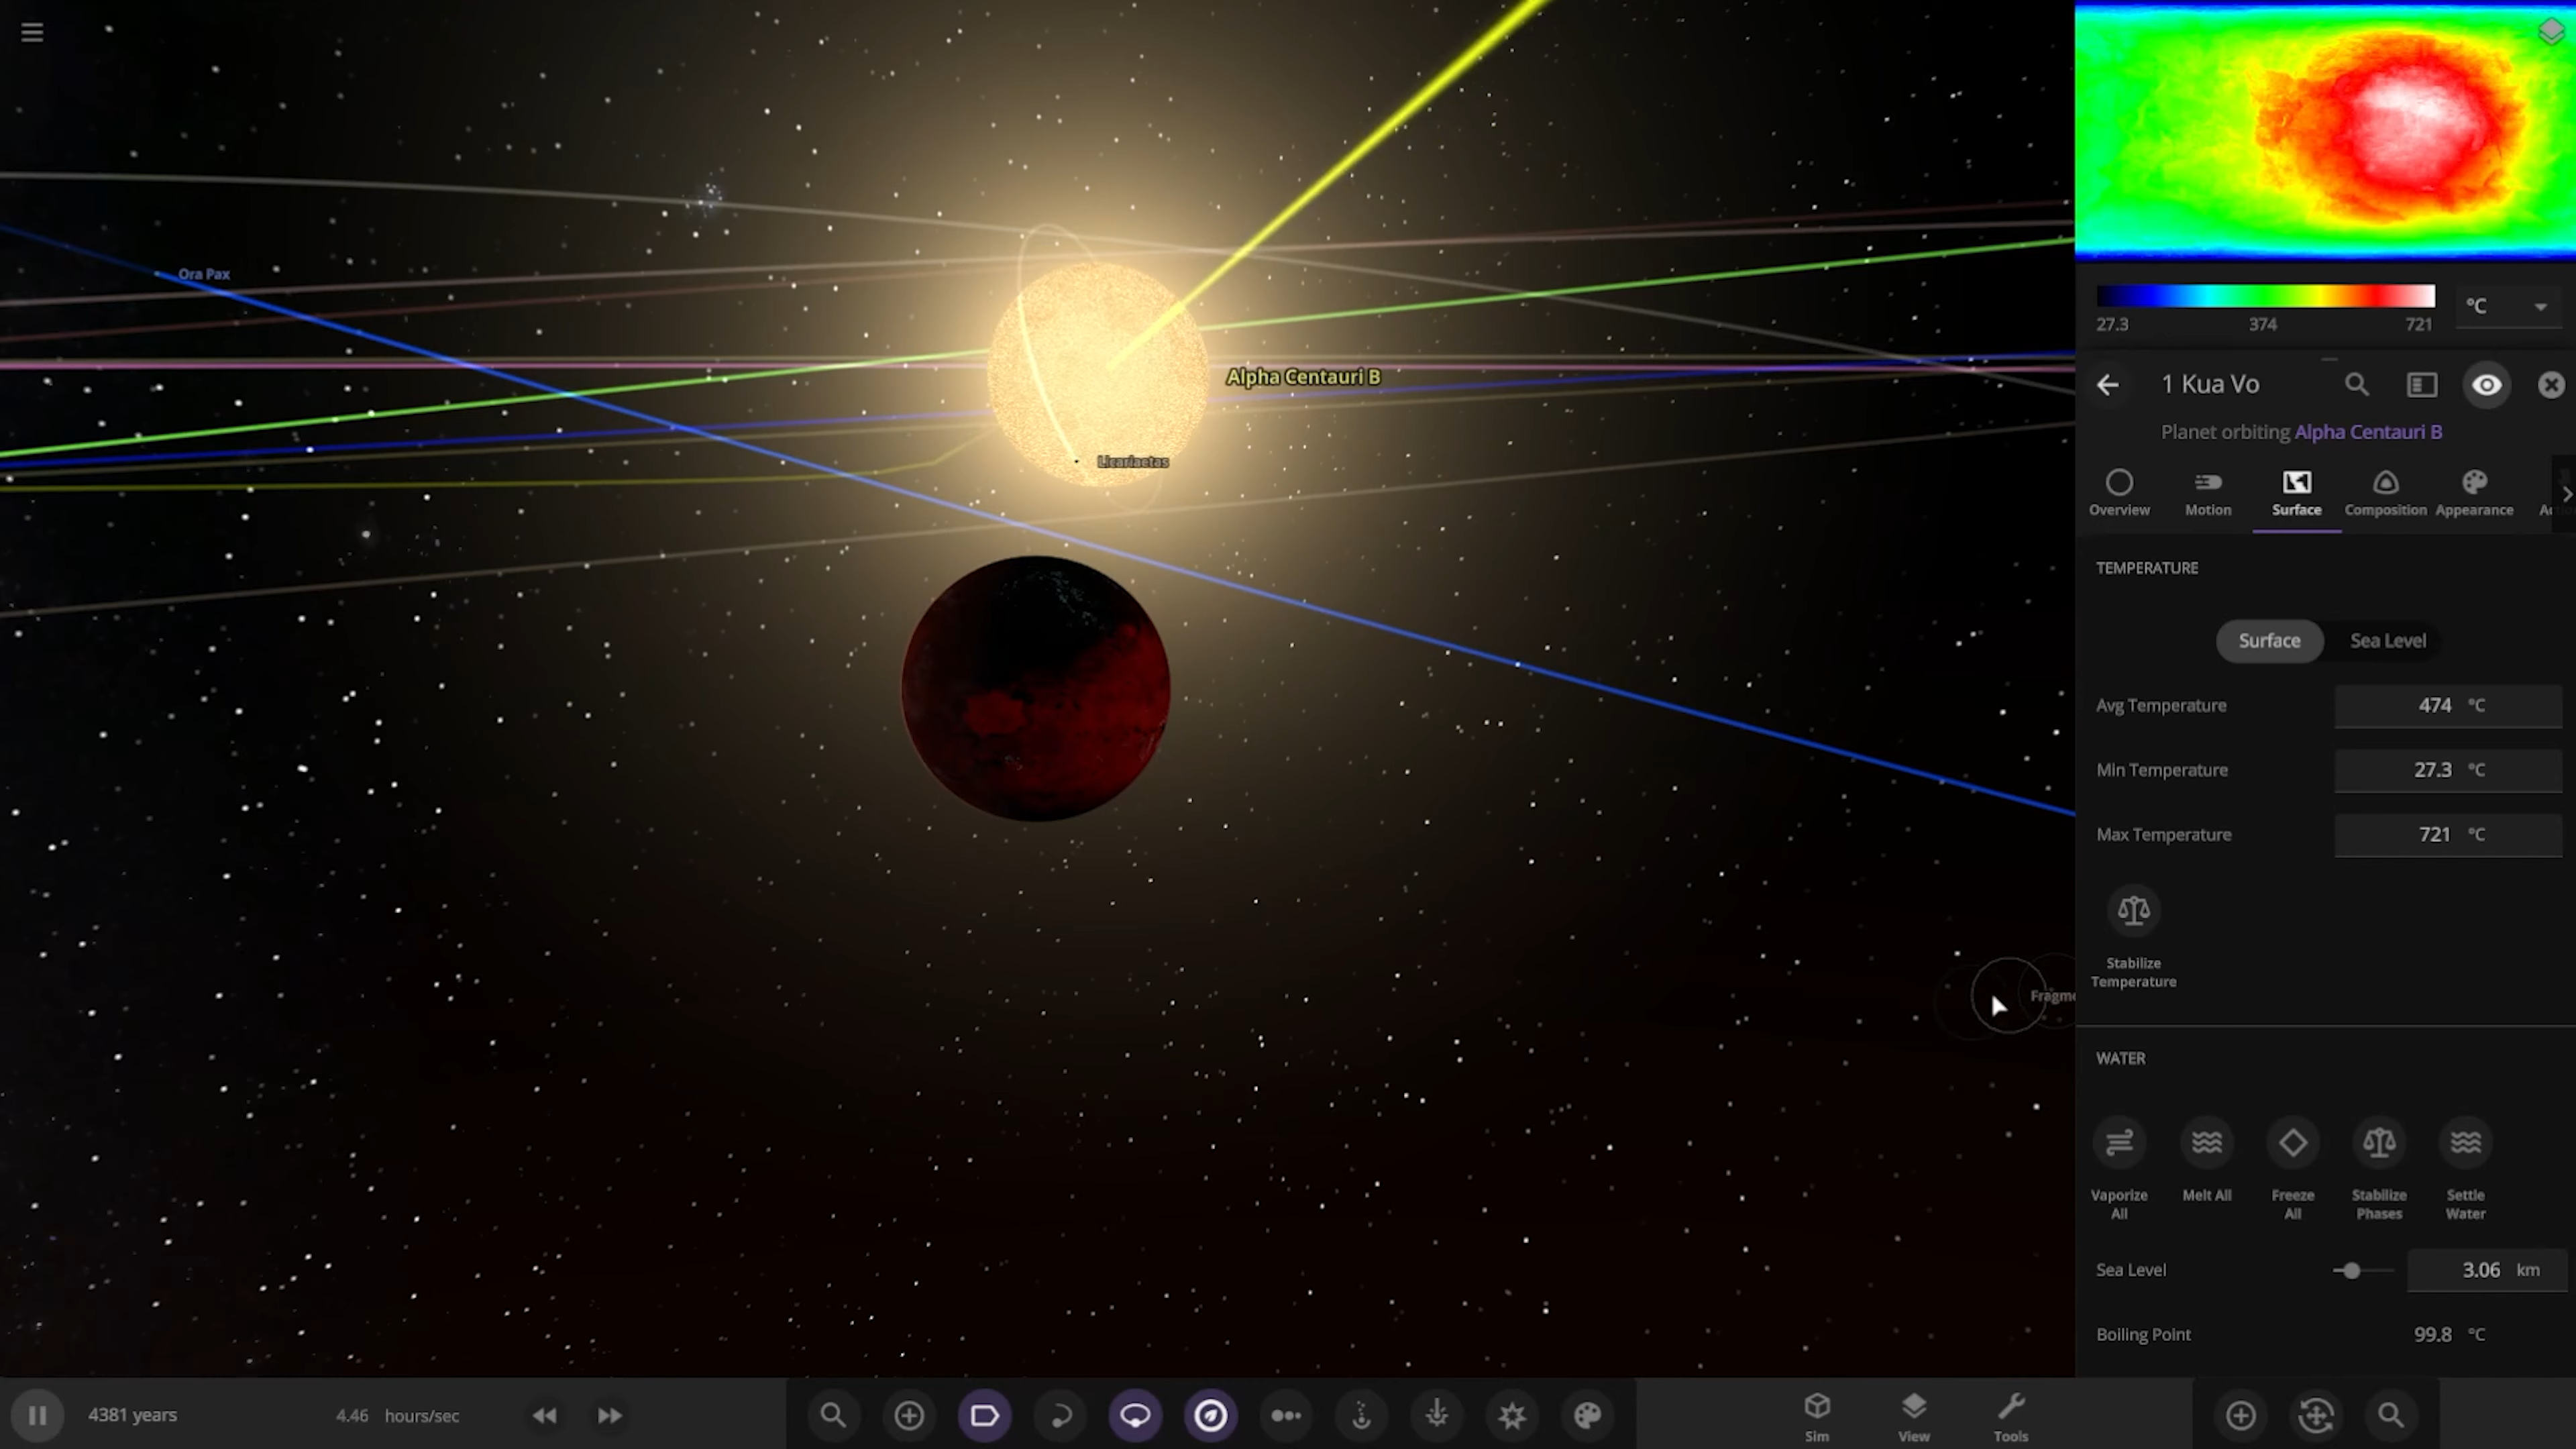 Ora Pax
Alpha Centauri B
Licariaetas
Fragme
27.3 374 721
°C
1 Kua Vo
Planet orbiting Alpha Centauri B
Overview Motion Surface Composition Appearance
TEMPERATURE
Surface Sea Level
Avg Temperature 474 °C
Min Temperature 27.3 °C
Max Temperature 721 °C
Stabilize
Temperature
WATER
Vaporize
All
Melt All
Freeze
All
Stabilize
Phases
Settle
Water
Sea Level 3.06 km
Boiling Point 99.8 °C
4381 years 4.46 hours/sec
Sim View Tools